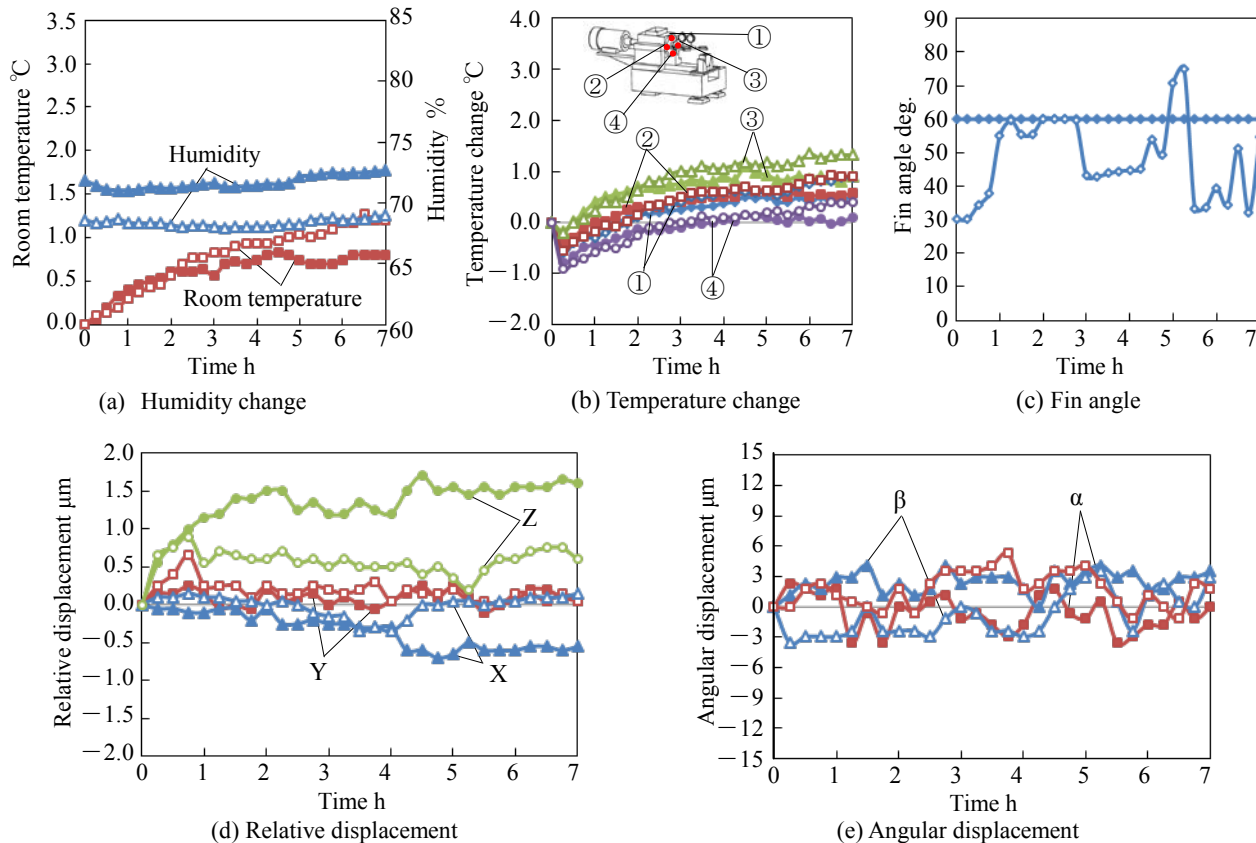 3.5
3.0
2.5
2.0
1.5
1.0
0.5
0.0
Room temperature ℃
85
80
75
70
65
60
Humidity %
Humidity
Room temperature
0 1 2 3 4 5 6 7
Time h
(a) Humidity change
4.0
3.0
2.0
1.0
0.0
−1.0
−2.0
Temperature change ℃
①
②
③
④
②
③
①
④
0 1 2 3 4 5 6 7
Time h
(b) Temperature change
90
80
70
60
50
40
30
20
10
0
Fin angle deg.
0 1 2 3 4 5 6 7
Time h
(c) Fin angle
2.0
1.5
1.0
0.5
0.0
−0.5
−1.0
−1.5
−2.0
Relative displacement μm
Z
Y
X
0 1 2 3 4 5 6 7
Time h
(d) Relative displacement
15
12
9
6
3
0
−3
−6
−9
−12
−15
Angular displacement μm
β
α
0 1 2 3 4 5 6 7
Time h
(e) Angular displacement